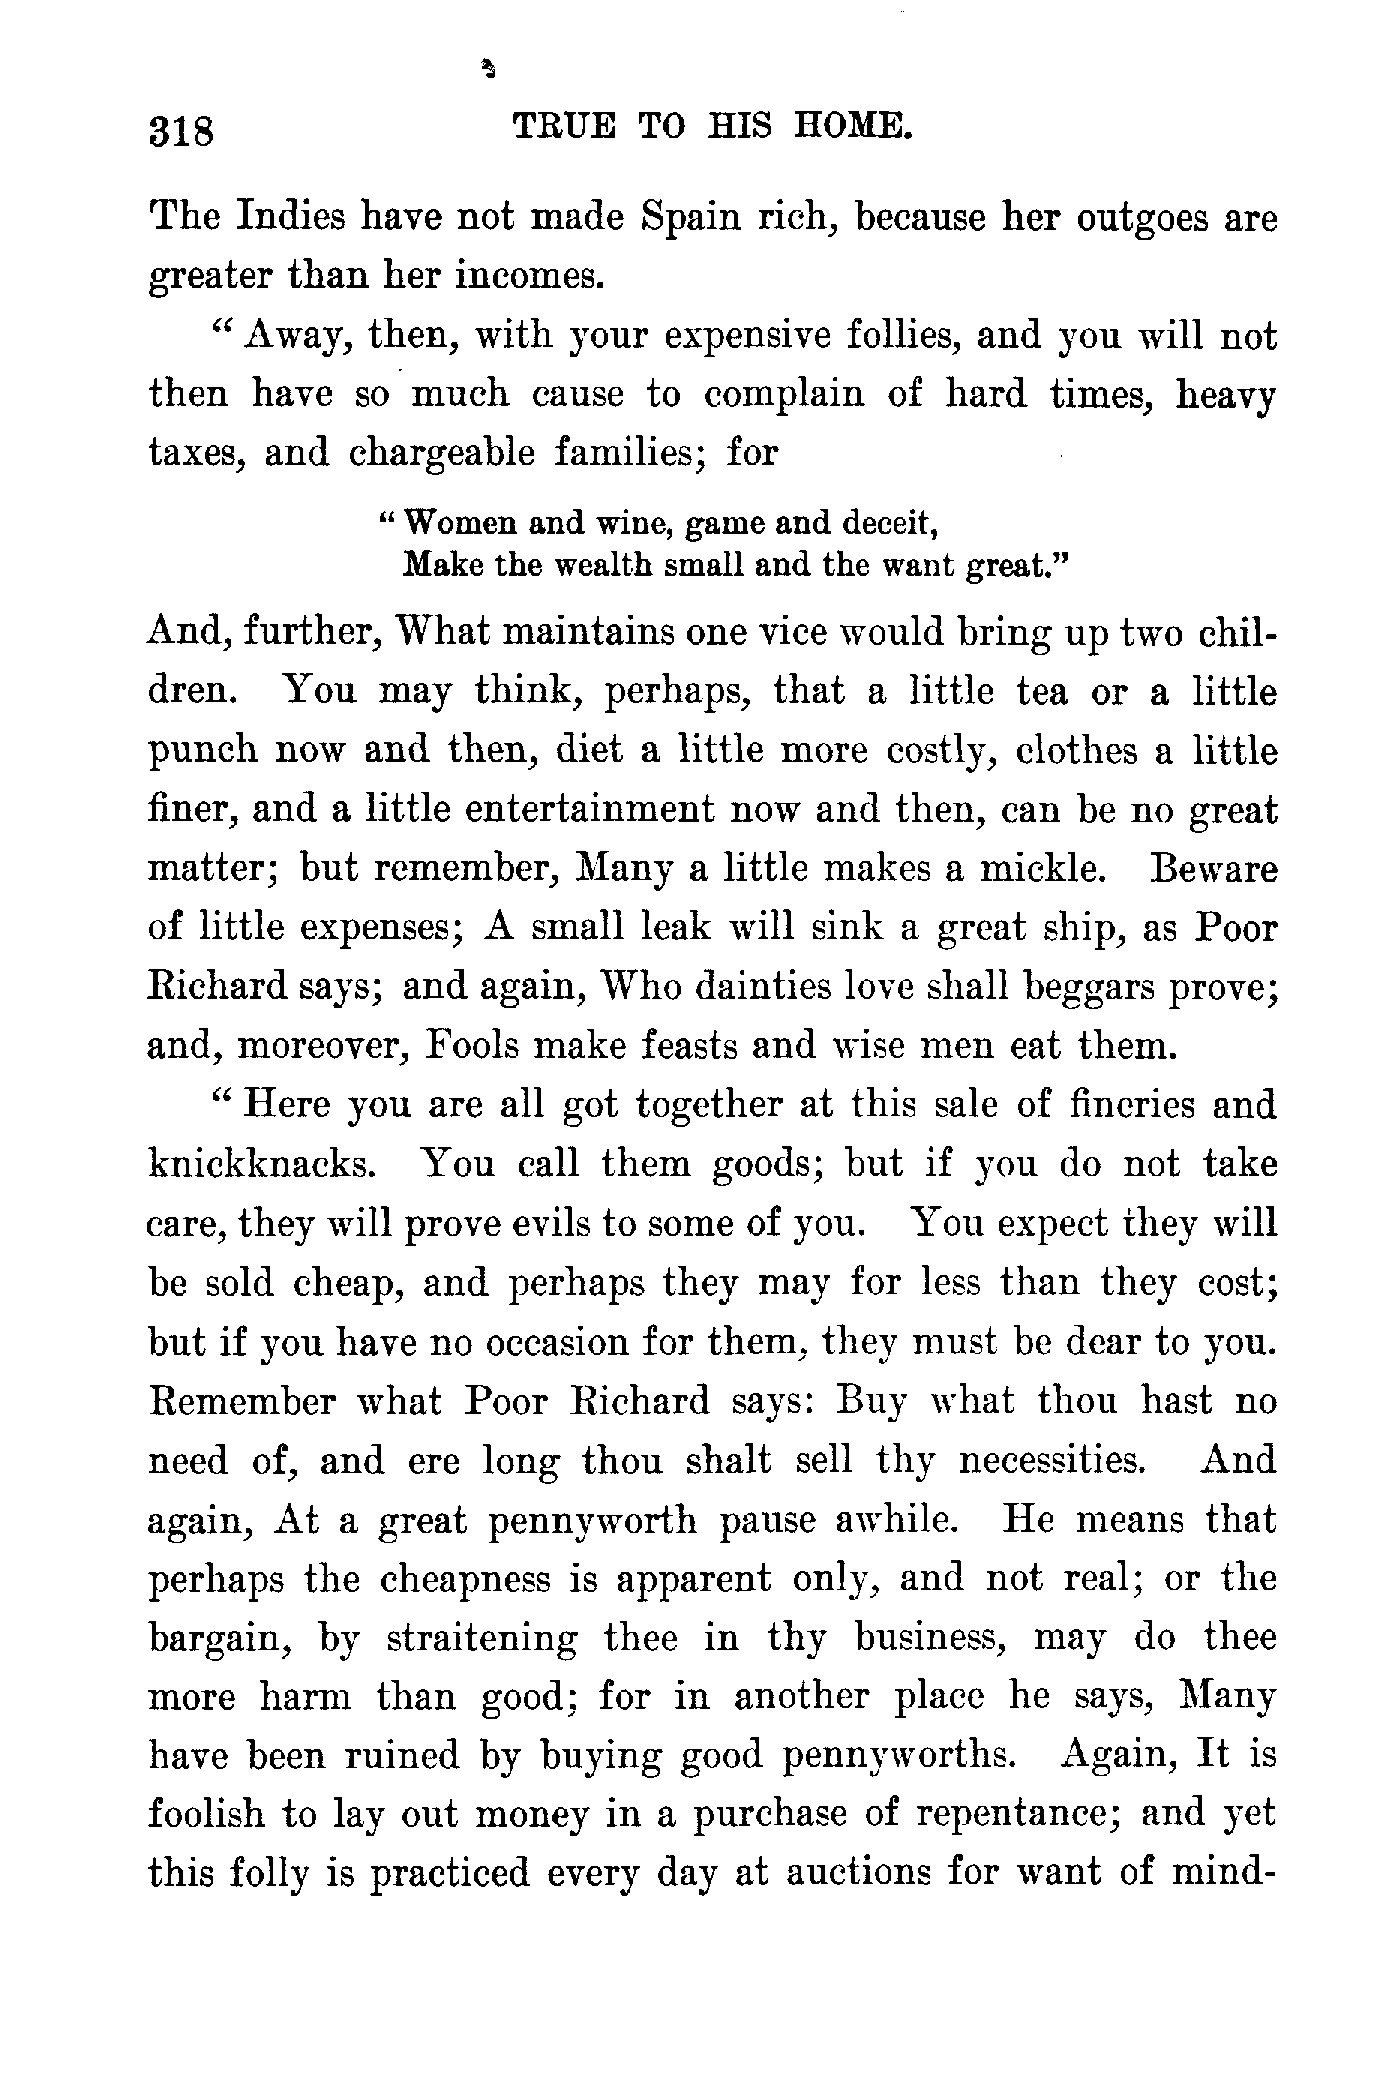 318 TRUE TO HIS HOME.
The Indies have not made Spain rich, because her outgoes are
greater than her incomes.
“ Away, then, with your expensive follies, and you will not
then have so much cause to complain of hard times, heavy
taxes, and chargeable families; for
“ Women and wine, game and deceit,
Make the wealth small and the want great.”
And, further, What maintains one vice would bring up two chil-
dren. You may think, perhaps, that a little tea or a little
punch now and then, diet a little more costly, clothes a little
finer, and a little entertainment now and then, can be no great
matter; but remember, Many a little makes a mickle. Beware
of little expenses; A small leak will sink a great ship, as Poor
Richard says; and again, Who dainties love shall beggars prove;
and, moreover, Fools make feasts and wise men eat them.
“ Here you are all got together at this sale of fineries and
knickknacks. You call them goods; but if you do not take
care, they will prove evils to some of you. You expect they will
be sold cheap, and perhaps they may for less than they cost;
but if you have no occasion for them, they must be dear to you.
Remember what Poor Richard says: Buy what thou hast no
need of, and ere long thou shalt sell thy necessities. And
again, At a great pennyworth pause awhile. He means that
perhaps the cheapness is apparent only, and not real; or the
bargain, by straitening thee in thy business, may do thee
more harm than good; for in another place he says, Many
have been ruined by buying good pennyworths. Again, It is
foolish to lay out money in a purchase of repentance; and yet
this folly is practiced every day at auctions for want of mind-